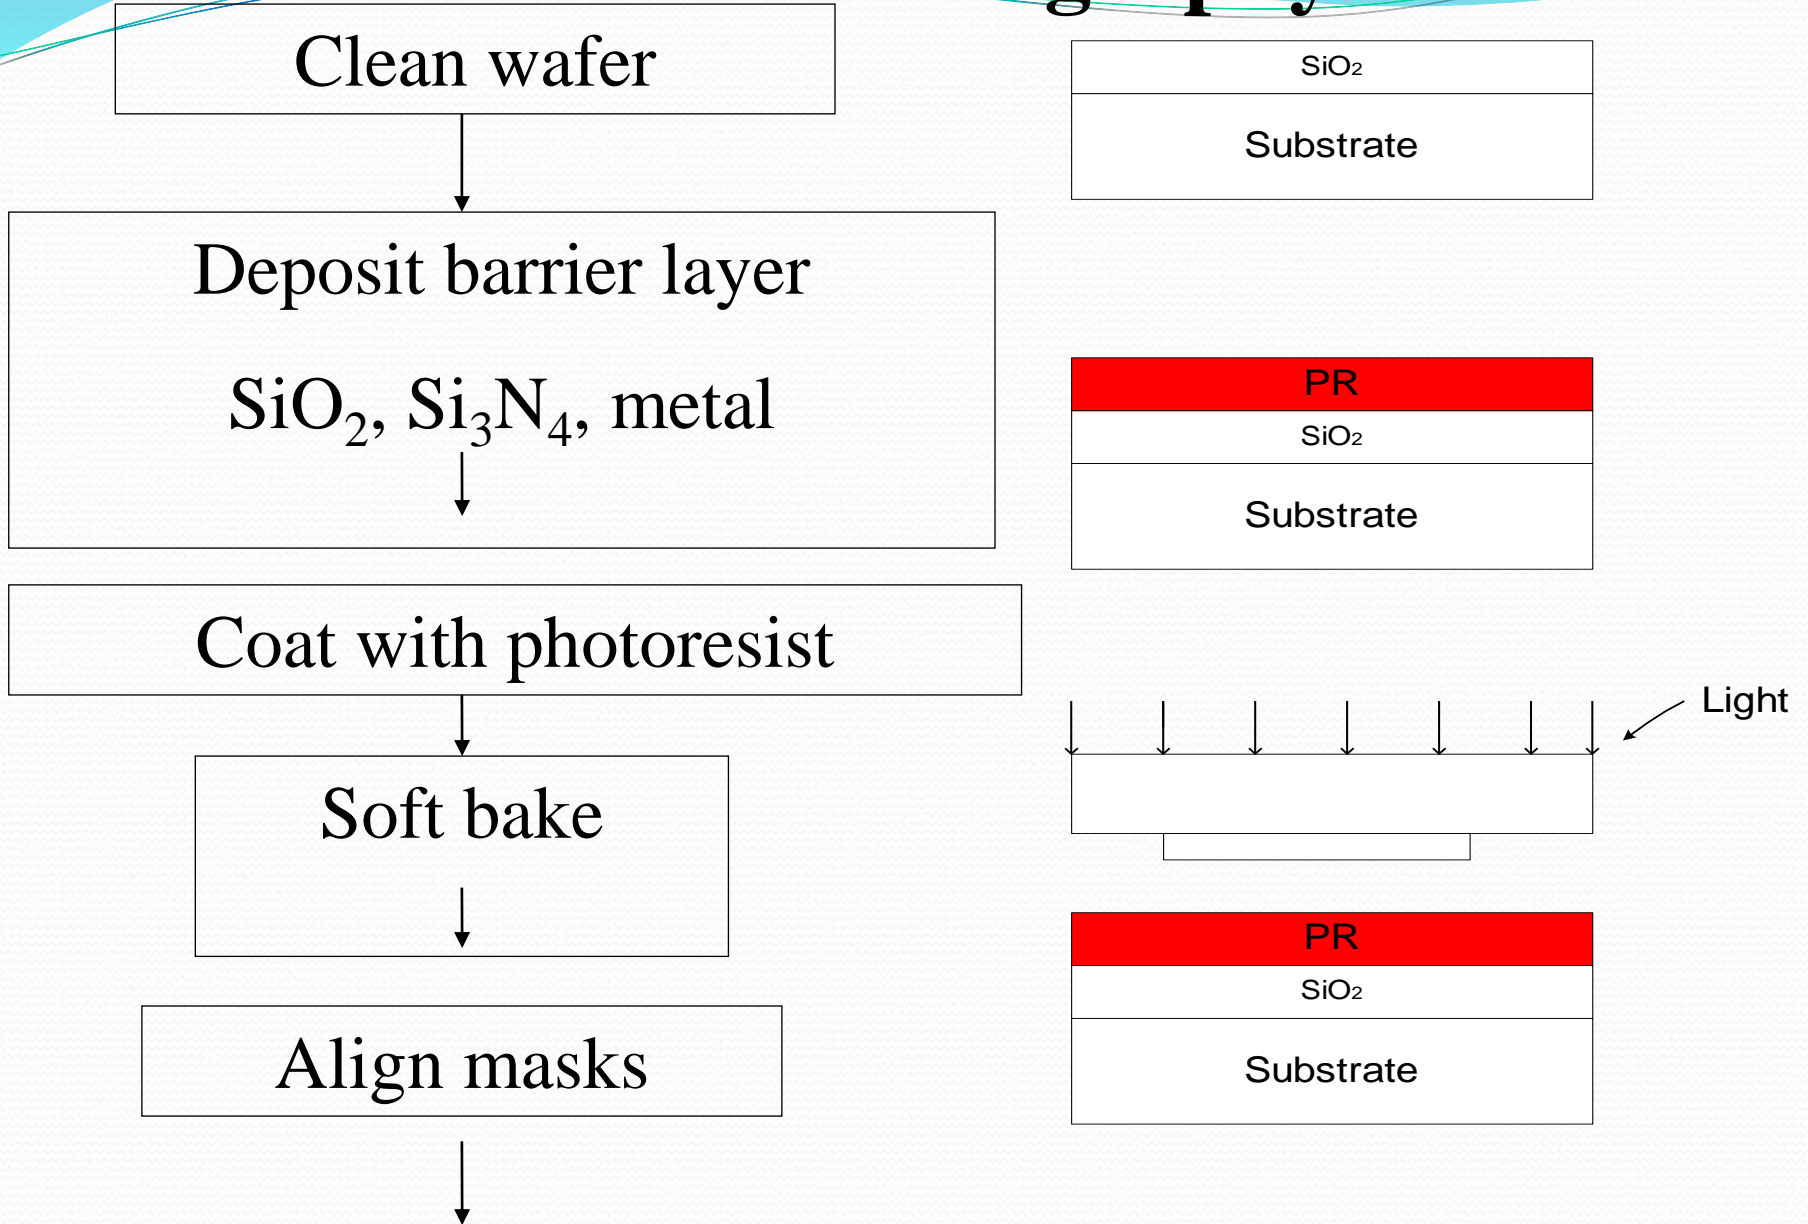 Clean wafer
Deposit barrier layer
SiO₂, Si₃N₄, metal
Coat with photoresist
Soft bake
Align masks
SiO₂
Substrate
PR
SiO₂
Substrate
Light
PR
SiO₂
Substrate